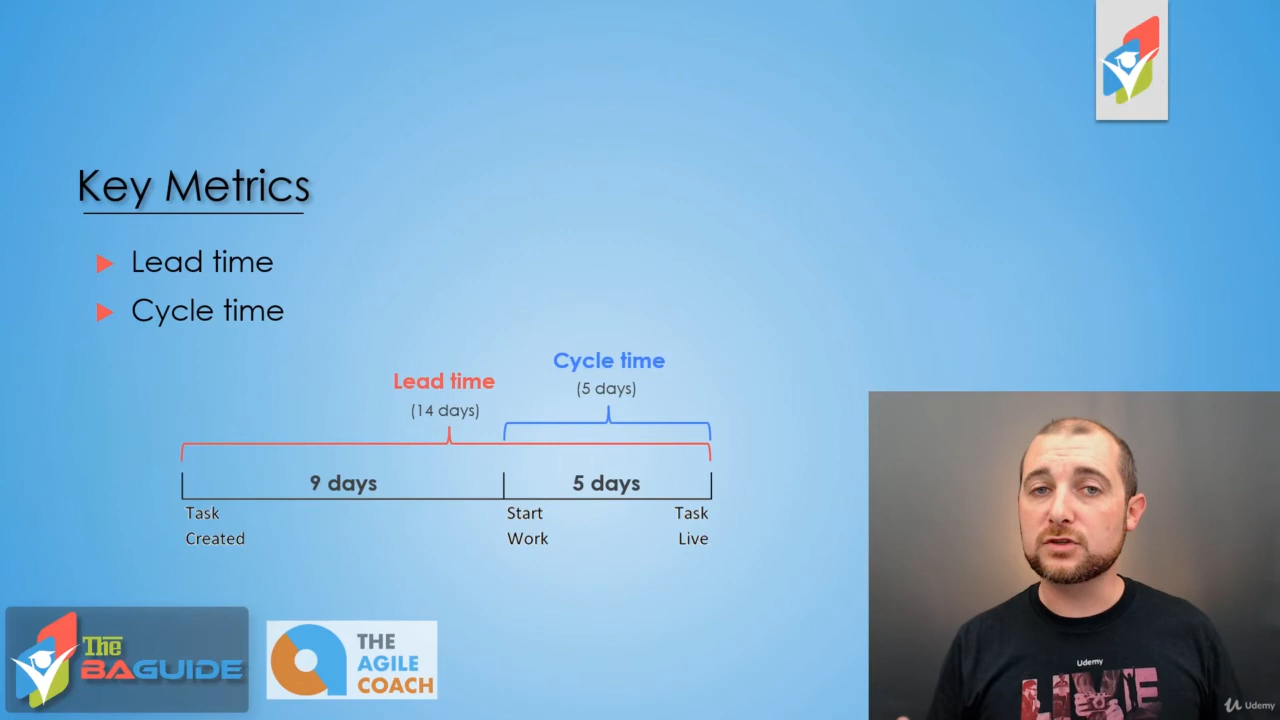 Key Metrics
Lead time
Cycle time
Cycle time
(5 days)
Lead time
(14 days)
9 days
5 days
Task
Created
Start
Work
Task
Live
The
BAGUIDE
THE
AGILE
COACH
Udemy
LIVE
Udemy